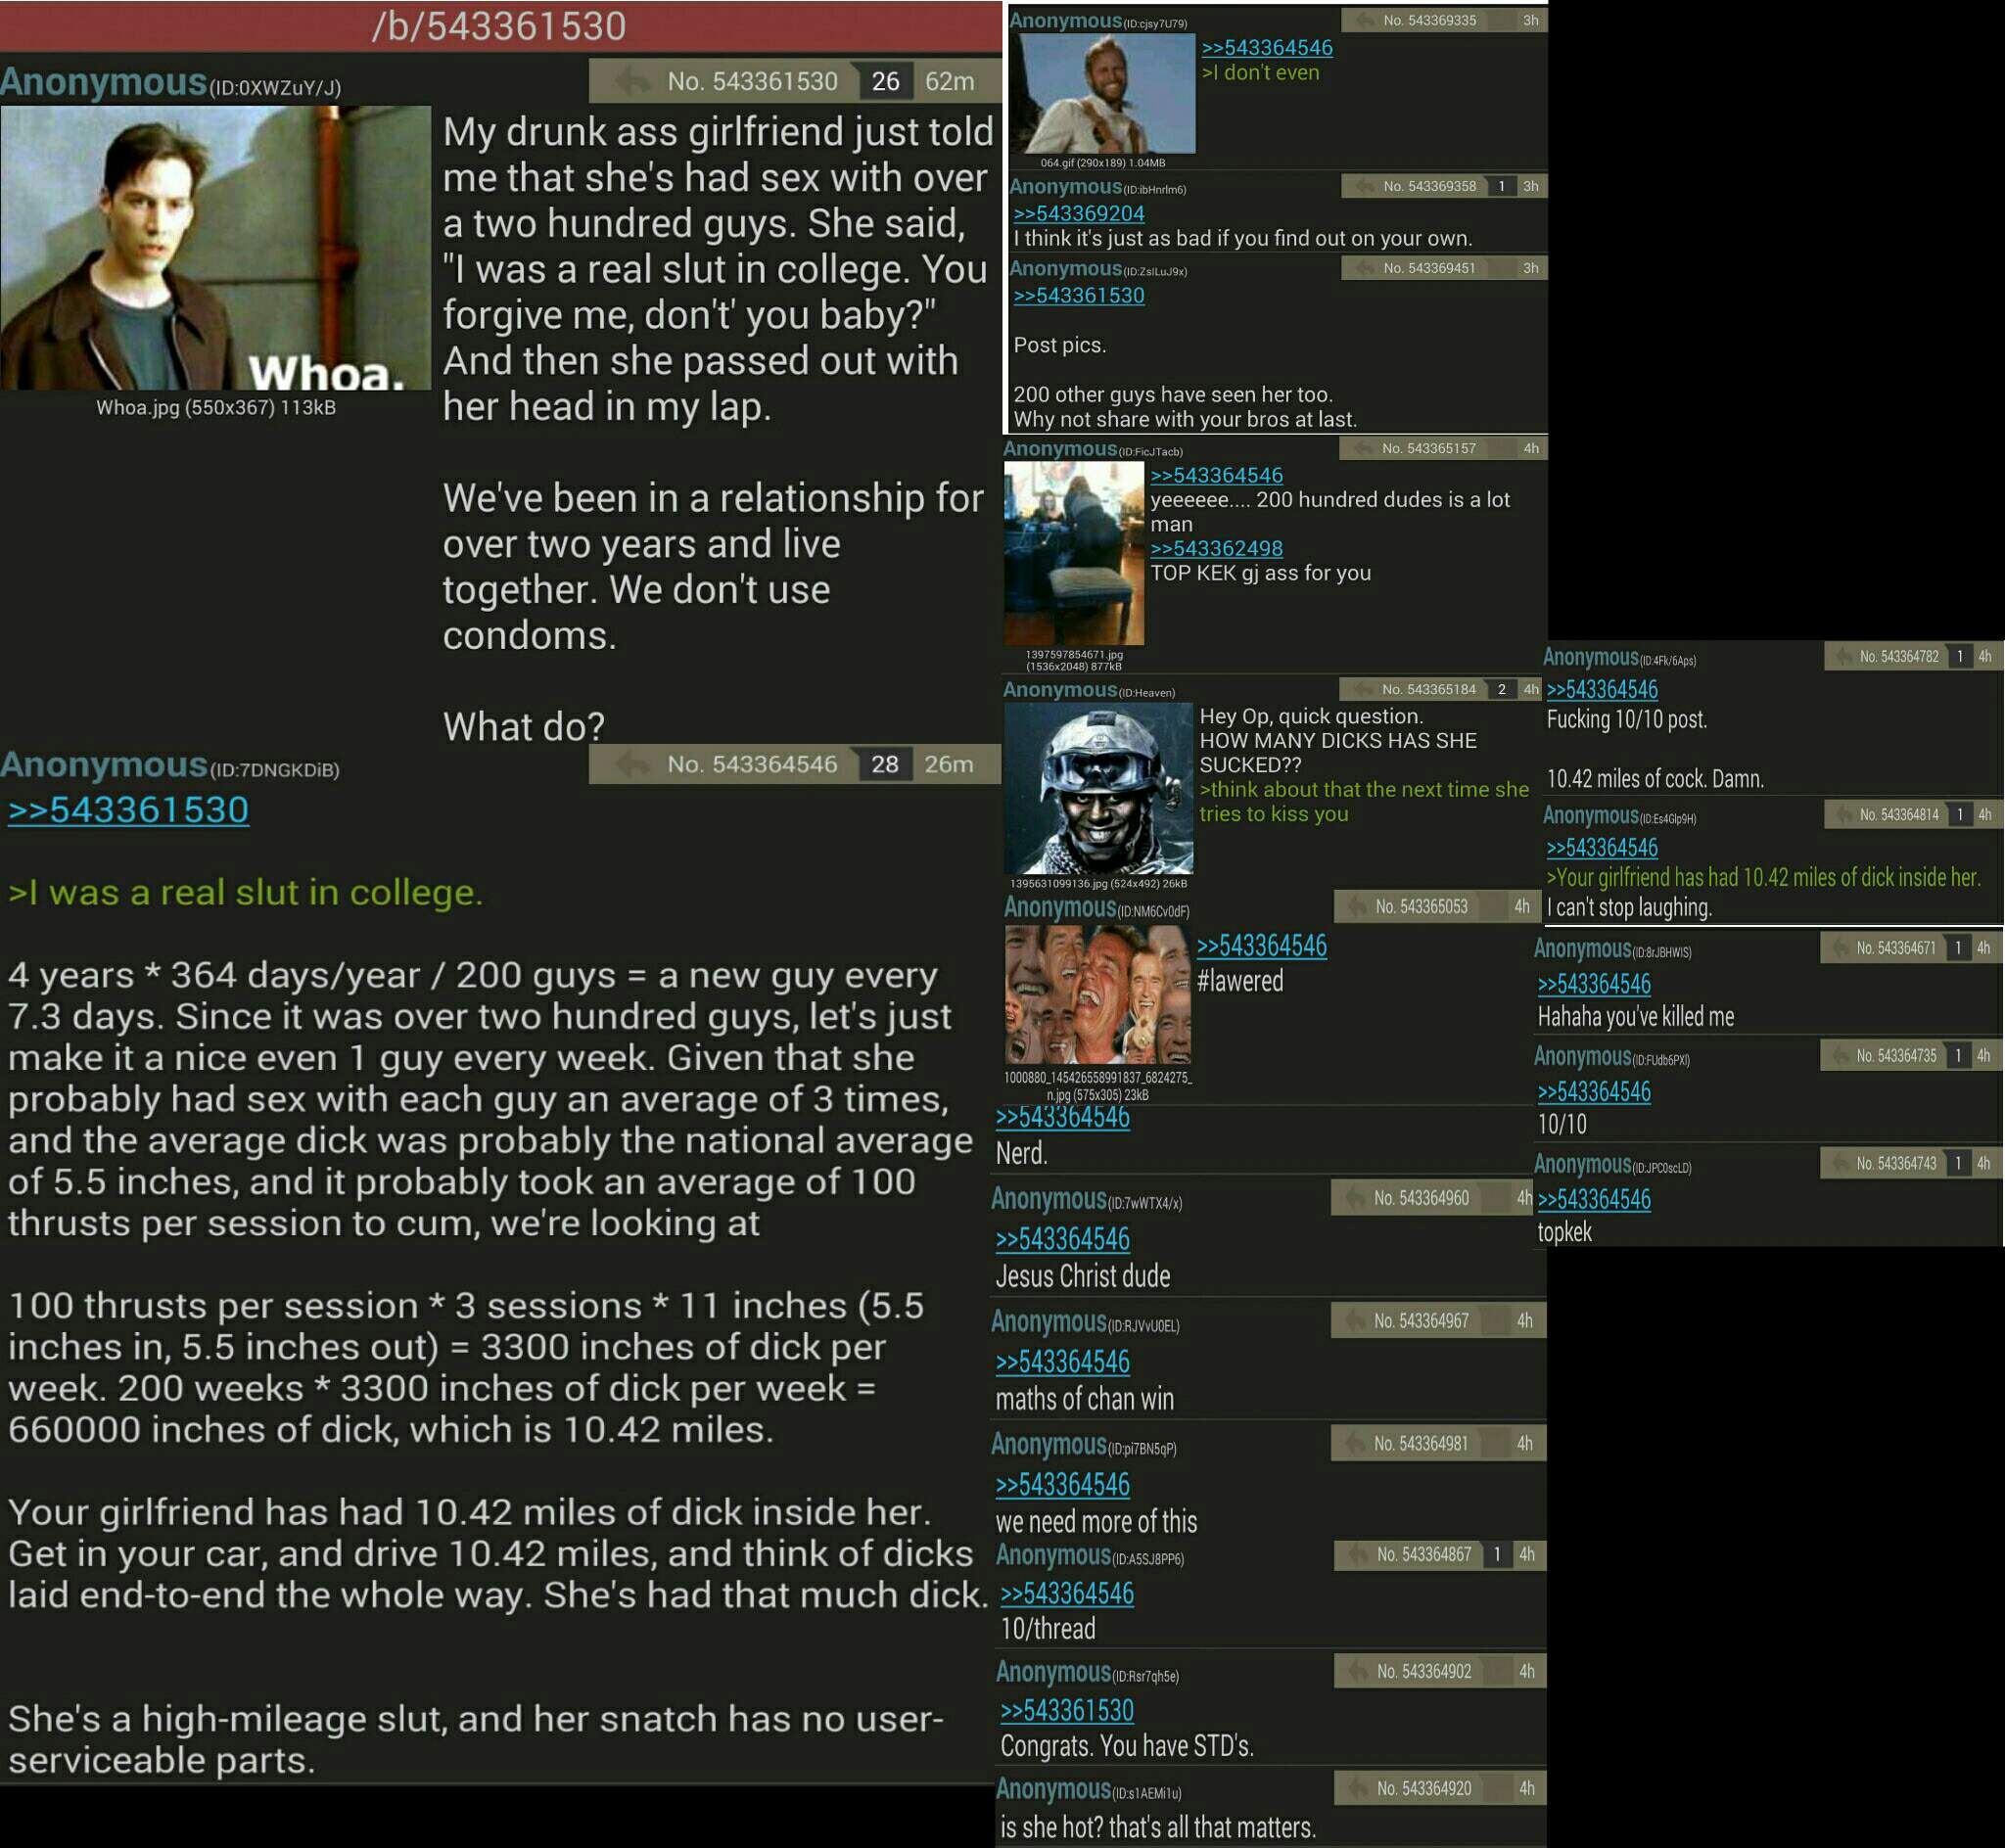 /b/543361530
Anonymous(ID:0XWZuY/J)
No. 543361530 26 62m
Whoa.
Whoa.jpg (550x367) 113kB
My drunk ass girlfriend just told
me that she's had sex with over
a two hundred guys. She said,
"I was a real slut in college. You
forgive me, don't' you baby?"
And then she passed out with
her head in my lap.
We've been in a relationship for
over two years and live
together. We don't use
condoms.
What do?
Anonymous(ID:7DNGKDiB)
No. 543364546 28 26m
>>543361530
>I was a real slut in college.
4 years * 364 days/year / 200 guys = a new guy every
7.3 days. Since it was over two hundred guys, let's just
make it a nice even 1 guy every week. Given that she
probably had sex with each guy an average of 3 times,
and the average dick was probably the national average
of 5.5 inches, and it probably took an average of 100
thrusts per session to cum, we're looking at
100 thrusts per session * 3 sessions * 11 inches (5.5
inches in, 5.5 inches out) = 3300 inches of dick per
week. 200 weeks * 3300 inches of dick per week =
660000 inches of dick, which is 10.42 miles.
Your girlfriend has had 10.42 miles of dick inside her.
Get in your car, and drive 10.42 miles, and think of dicks
laid end-to-end the whole way. She's had that much dick.
She's a high-mileage slut, and her snatch has no user-
serviceable parts.
Anonymous(ID:cjsy7U79)
No. 543369335 3h
064.gif (290x189) 1.04MB
>>543364546
>I don't even
Anonymous(ID:ibHnrlm6)
No. 543369358 1 3h
>>543369204
I think it's just as bad if you find out on your own.
Anonymous(ID:ZsILuJ9x)
No. 543369451 3h
>>543361530
Post pics.
200 other guys have seen her too.
Why not share with your bros at last.
Anonymous(ID:FicJTacb)
No. 543365157 4h
1397597854671.jpg
(1536x2048) 877kB
>>543364546
yeeeeee.... 200 hundred dudes is a lot
man
>>543362498
TOP KEK gj ass for you
Anonymous(ID:Heaven)
No. 543365184 2 4h
1395631099136.jpg (524x492) 26kB
Hey Op, quick question.
HOW MANY DICKS HAS SHE
SUCKED??
>think about that the next time she
tries to kiss you
Anonymous(ID:NM6Cv0dF)
No. 543365053 4h
1000880_145426558991837_6824275_
n.jpg (575x305) 23kB
>>543364546
#lawered
>>543364546
Nerd.
Anonymous(ID:7wWTX4/x)
No. 543364960 4h
>>543364546
Jesus Christ dude
Anonymous(ID:RJVvU0EL)
No. 543364967 4h
>>543364546
maths of chan win
Anonymous(ID:pi7BN5qP)
No. 543364981 4h
>>543364546
we need more of this
Anonymous(ID:A5SJ8PP6)
No. 543364867 1 4h
>>543364546
10/thread
Anonymous(ID:Rsr7qh5e)
No. 543364902 4h
>>543361530
Congrats. You have STD's.
Anonymous(ID:s1AEMi1u)
No. 543364920 4h
is she hot? that's all that matters.
Anonymous(ID:4Fk/6Aps)
No. 543364782 1 4h
>>543364546
Fucking 10/10 post.
10.42 miles of cock. Damn.
Anonymous(ID:Es4Glp9H)
No. 543364814 1 4h
>>543364546
>Your girlfriend has had 10.42 miles of dick inside her.
I can't stop laughing.
Anonymous(ID:8rJBHWIS)
No. 543364671 1 4h
>>543364546
Hahaha you've killed me
Anonymous(ID:FUdb6PXl)
No. 543364735 1 4h
>>543364546
10/10
Anonymous(ID:JPC0scLD)
No. 543364743 1 4h
>>543364546
topkek